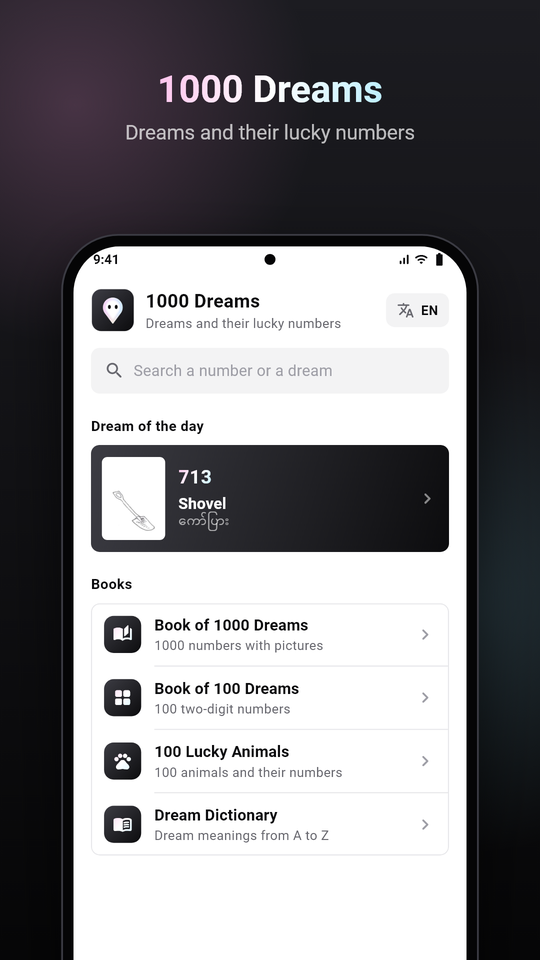 1000 Dreams
Dreams and their lucky numbers
9:41
1000 Dreams
Dreams and their lucky numbers
EN
Search a number or a dream
Dream of the day
713
Shovel
ကော်ပြား
Books
Book of 1000 Dreams
1000 numbers with pictures
Book of 100 Dreams
100 two-digit numbers
100 Lucky Animals
100 animals and their numbers
Dream Dictionary
Dream meanings from A to Z